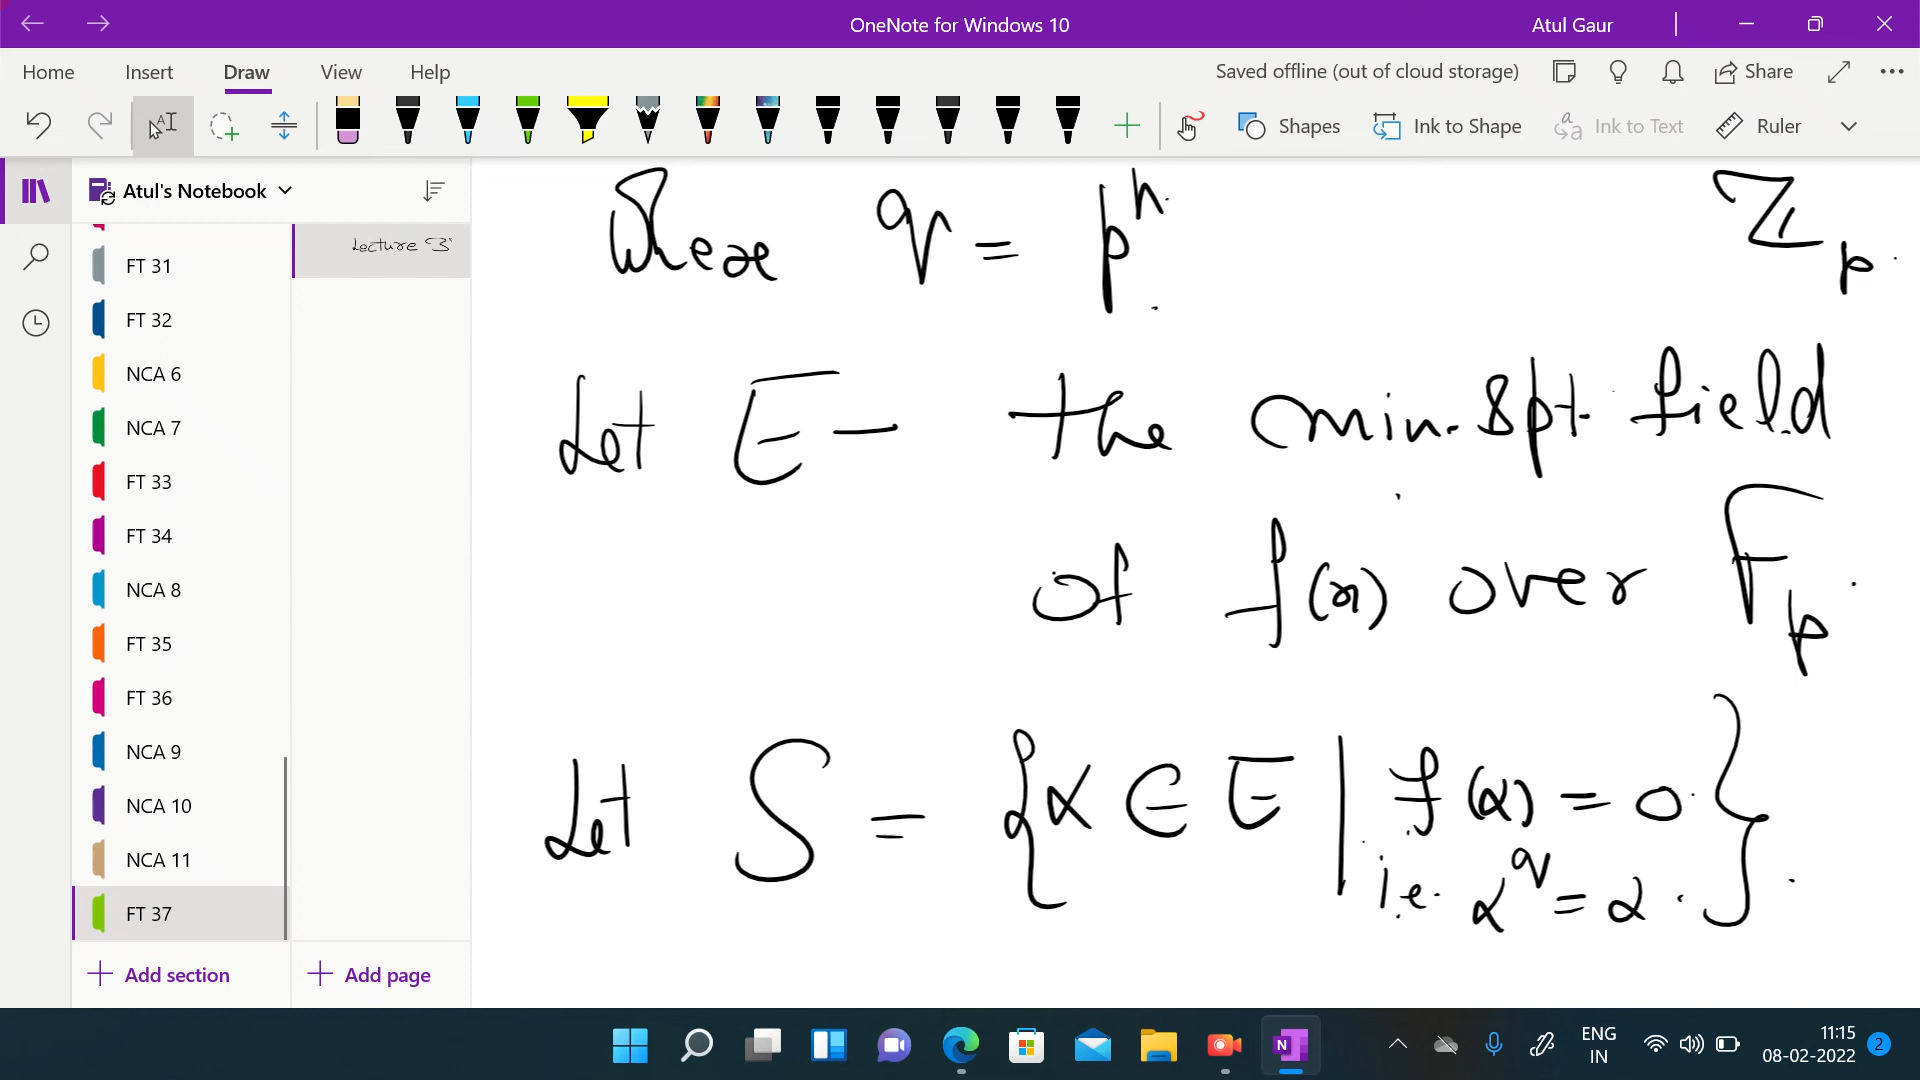 OneNote for Windows 10
Atul Gaur
Home Insert Draw View Help
Saved offline (out of cloud storage)
Share
Shapes
Ink to Shape
Ink to Text
Ruler
Atul's Notebook
FT 31
FT 32
NCA 6
NCA 7
FT 33
FT 34
NCA 8
FT 35
FT 36
NCA 9
NCA 10
NCA 11
FT 37
Add section
Lecture 3
Add page
Where q = pⁿ. ℤₚ.
Let E – the min. spt. field
of f(x) over Fₚ.
Let S = {α ∈ E | f(α) = 0.
i.e. α^q = α.}.
ENG
IN
11:15
08-02-2022
2